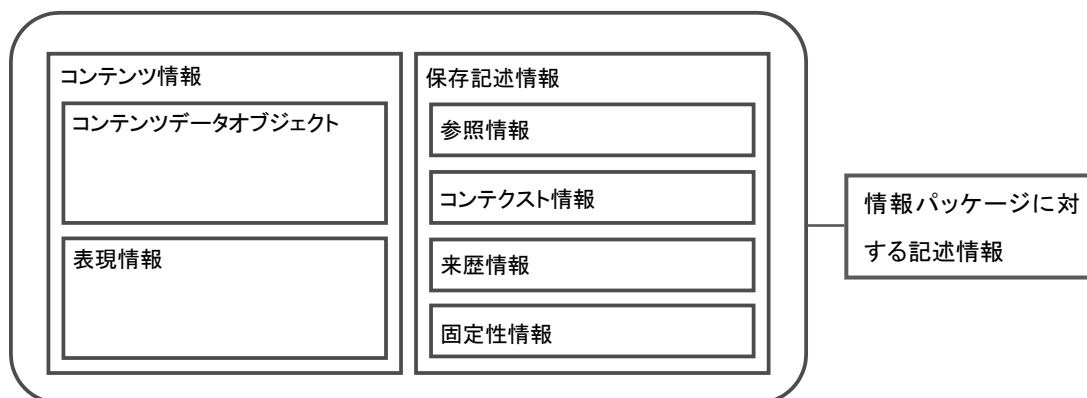 コンテンツ情報
コンテンツデータオブジェクト
表現情報
保存記述情報
参照情報
コンテクスト情報
来歴情報
固定性情報
情報パッケージに対
する記述情報